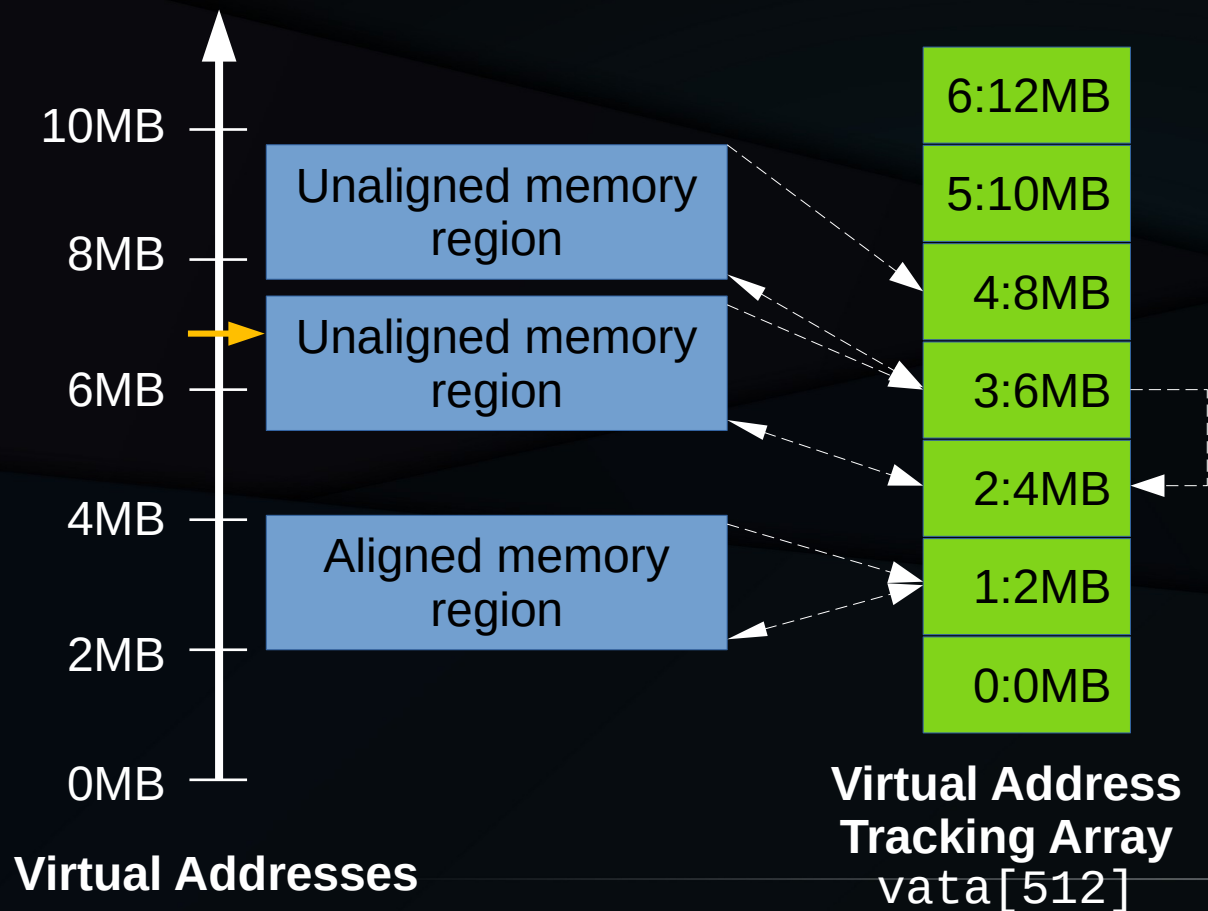 10MB
8MB
6MB
4MB
2MB
0MB
Virtual Addresses
Unaligned memory
region
Unaligned memory
region
Aligned memory
region
6:12MB
5:10MB
4:8MB
3:6MB
2:4MB
1:2MB
0:0MB
Virtual Address
Tracking Array
vata[512]